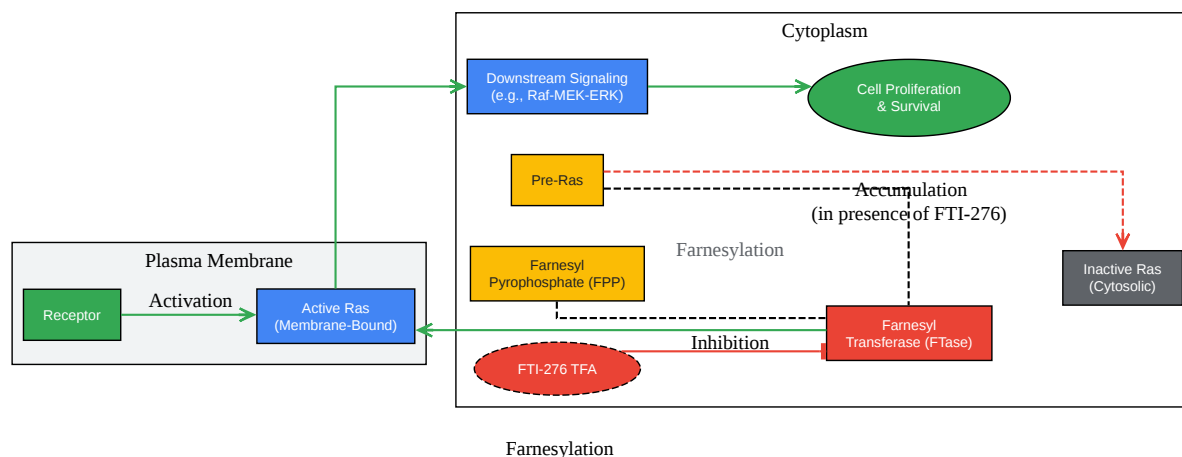 Cytoplasm
Downstream Signaling
(e.g., Raf-MEK-ERK)
Cell Proliferation
& Survival
Pre-Ras
Accumulation
(in presence of FTI-276)
Farnesylation
Plasma Membrane
Farnesyl
Pyrophosphate (FPP)
Inactive Ras
(Cytosolic)
Receptor
Activation
Active Ras
(Membrane-Bound)
Farnesyl
Transferase (FTase)
Inhibition
FTI-276 TFA
Farnesylation